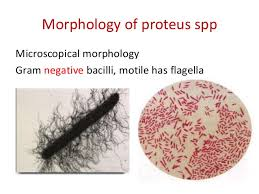 Morphology of proteus spp
Microscopical morphology
Gram negative bacilli, motile has flagella